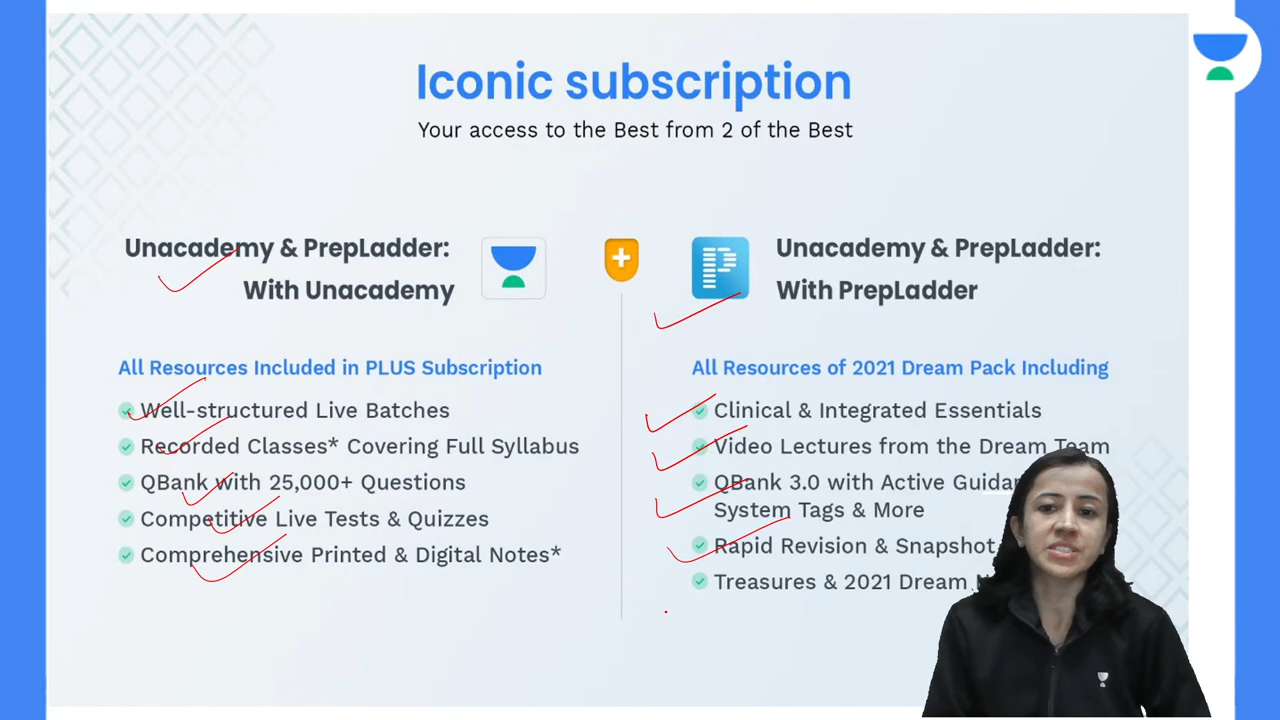 Iconic subscription
Your access to the Best from 2 of the Best
Unacademy & PrepLadder:
With Unacademy
All Resources Included in PLUS Subscription
Well-structured Live Batches
Recorded Classes* Covering Full Syllabus
QBank with 25,000+ Questions
Competitive Live Tests & Quizzes
Comprehensive Printed & Digital Notes*
Unacademy & PrepLadder:
With PrepLadder
All Resources of 2021 Dream Pack Including
Clinical & Integrated Essentials
Video Lectures from the Dream Team
QBank 3.0 with Active
System Tags & More
Rapid Revision & Snapshot
Treasures & 2021 Dream